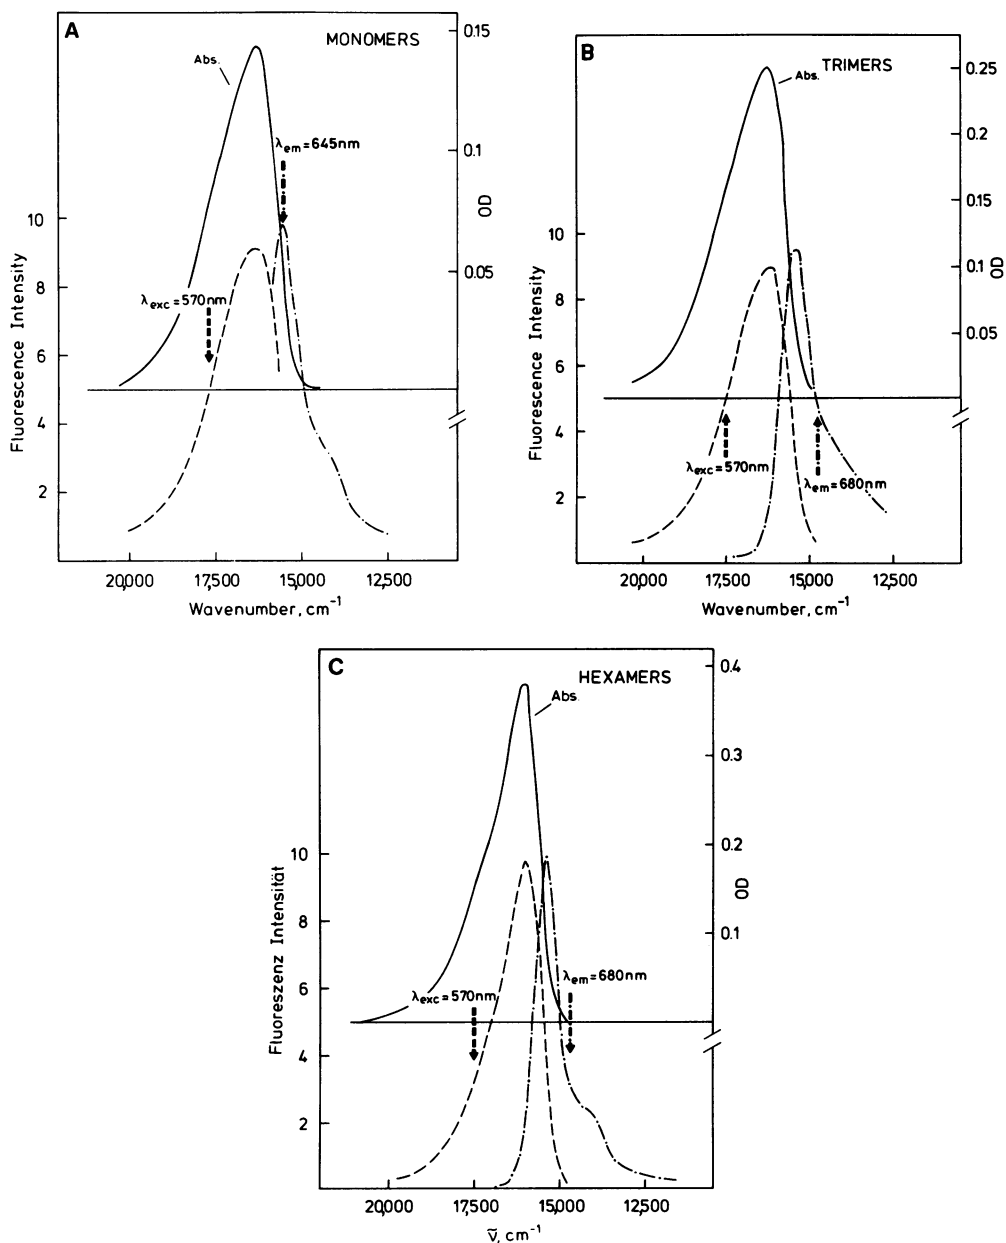 A
MONOMERS
Abs.
λem=645nm
λexc=570nm
Fluorescence Intensity
10
8
6
4
2
0.15
0.1
0.05
OD
20,000 17,500 15,000 12,500
Wavenumber, cm⁻¹
B
TRIMERS
Abs.
λexc=570nm
λem=680nm
Fluorescence Intensity
10
8
6
4
2
0.25
0.2
0.15
0.1
0.05
OD
20,000 17,500 15,000 12,500
Wavenumber, cm⁻¹
C
HEXAMERS
Abs.
λem=680nm
λexc=570nm
Fluoreszenz Intensität
10
8
6
4
2
0.4
0.3
0.2
0.1
OD
20,000 17,500 15,000 12,500
ṽ, cm⁻¹